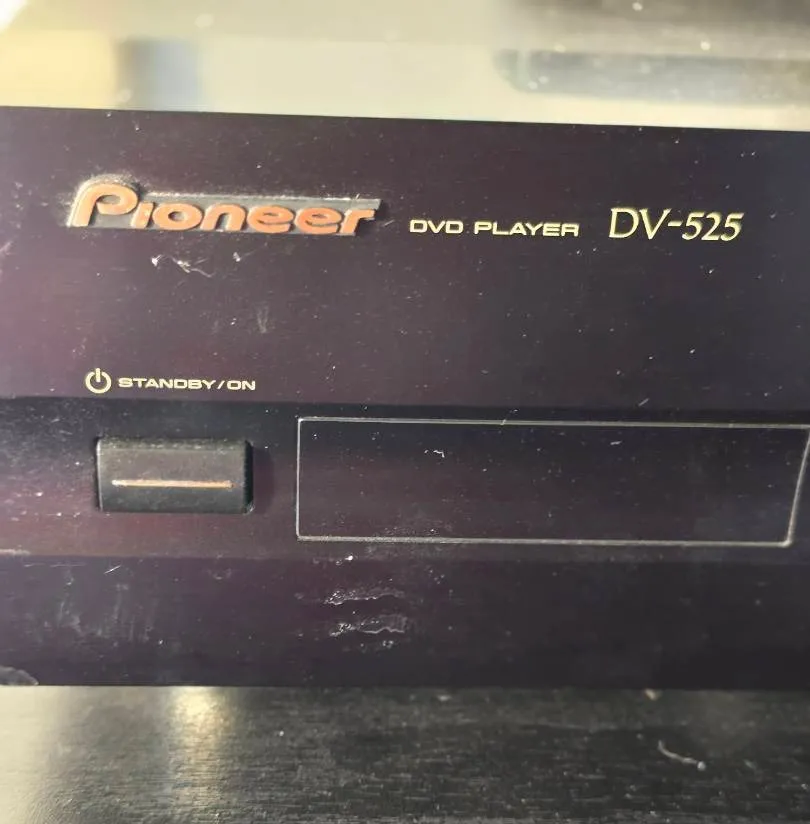 Pioneer DVD PLAYER DV-525
STANDBY/ON